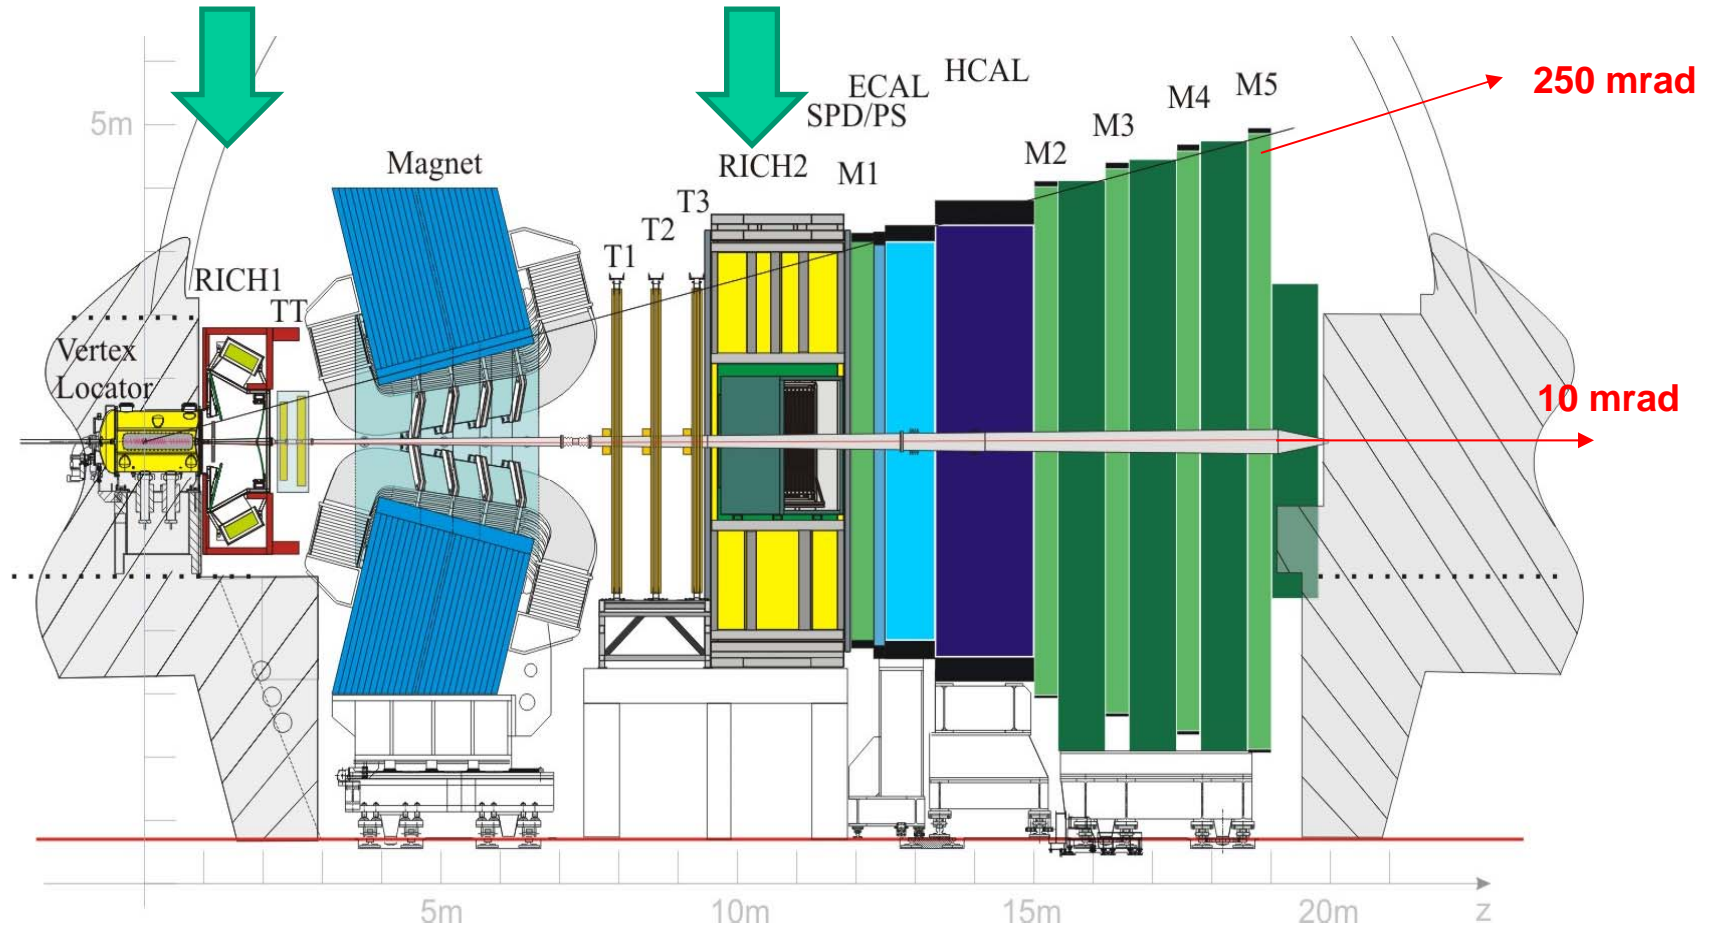 HCAL
250 mrad
ECAL
M5
M4
SPD/PS
5m
M3
Magnet
RICH2
M2
M1
T3
T2
T1
RICH1
TT
Vertex
Locator
10 mrad
5m
10m
15m
20m
z